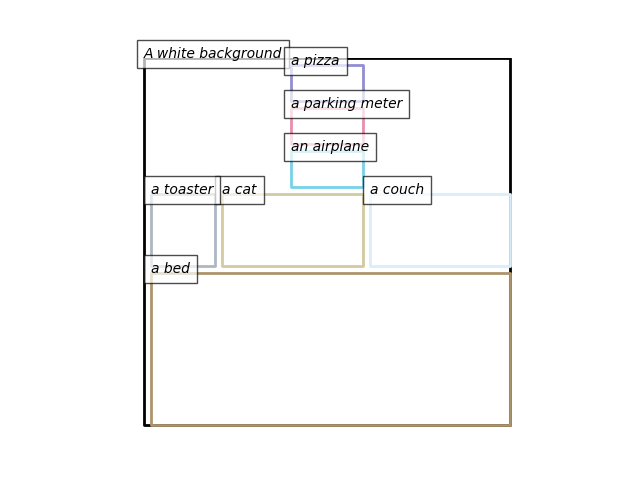 A white background
a pizza
a parking meter
an airplane
a toaster
a cat
a couch
a bed